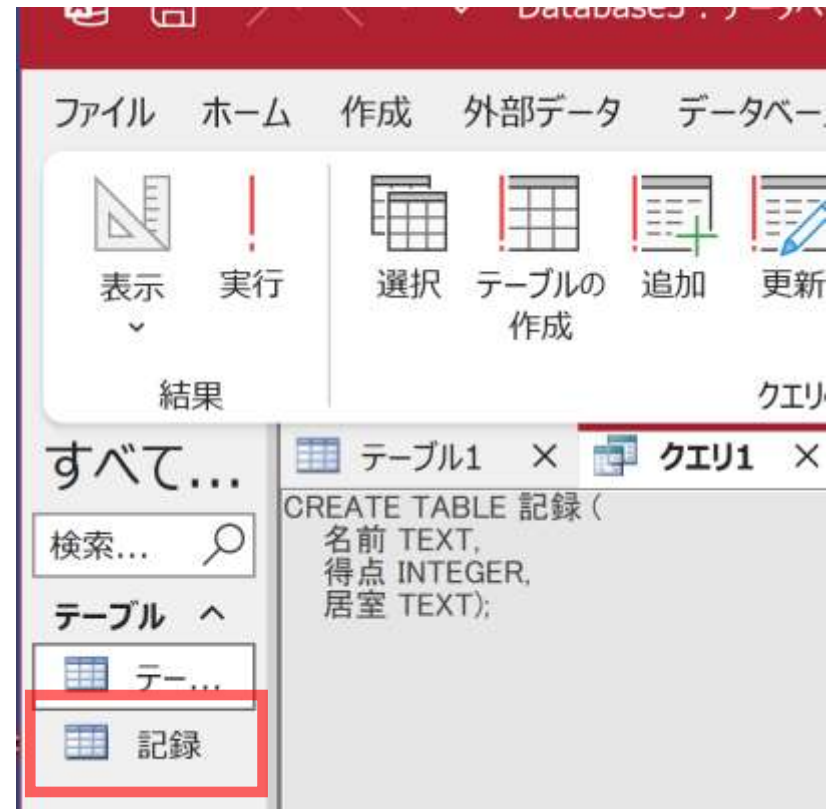 Database5 : データベ
ファイル ホーム 作成 外部データ データベー
表示 実行 選択 テーブルの 追加 更新
作成
結果 クエリ
すべて... テーブル1 × クエリ1 ×
検索...
テーブル
テー...
記録
CREATE TABLE 記録 (
名前 TEXT,
得点 INTEGER,
居室 TEXT);